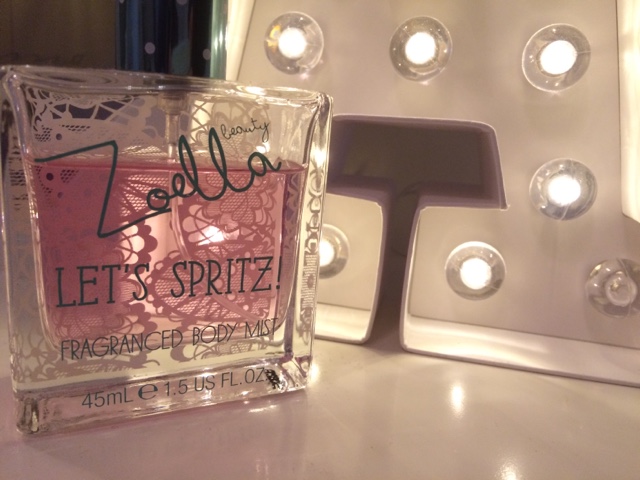 Zoella
beauty
LET'S SPRITZ!
FRAGRANCED BODY MIST
45mL ℮ 1.5 US FL.OZ